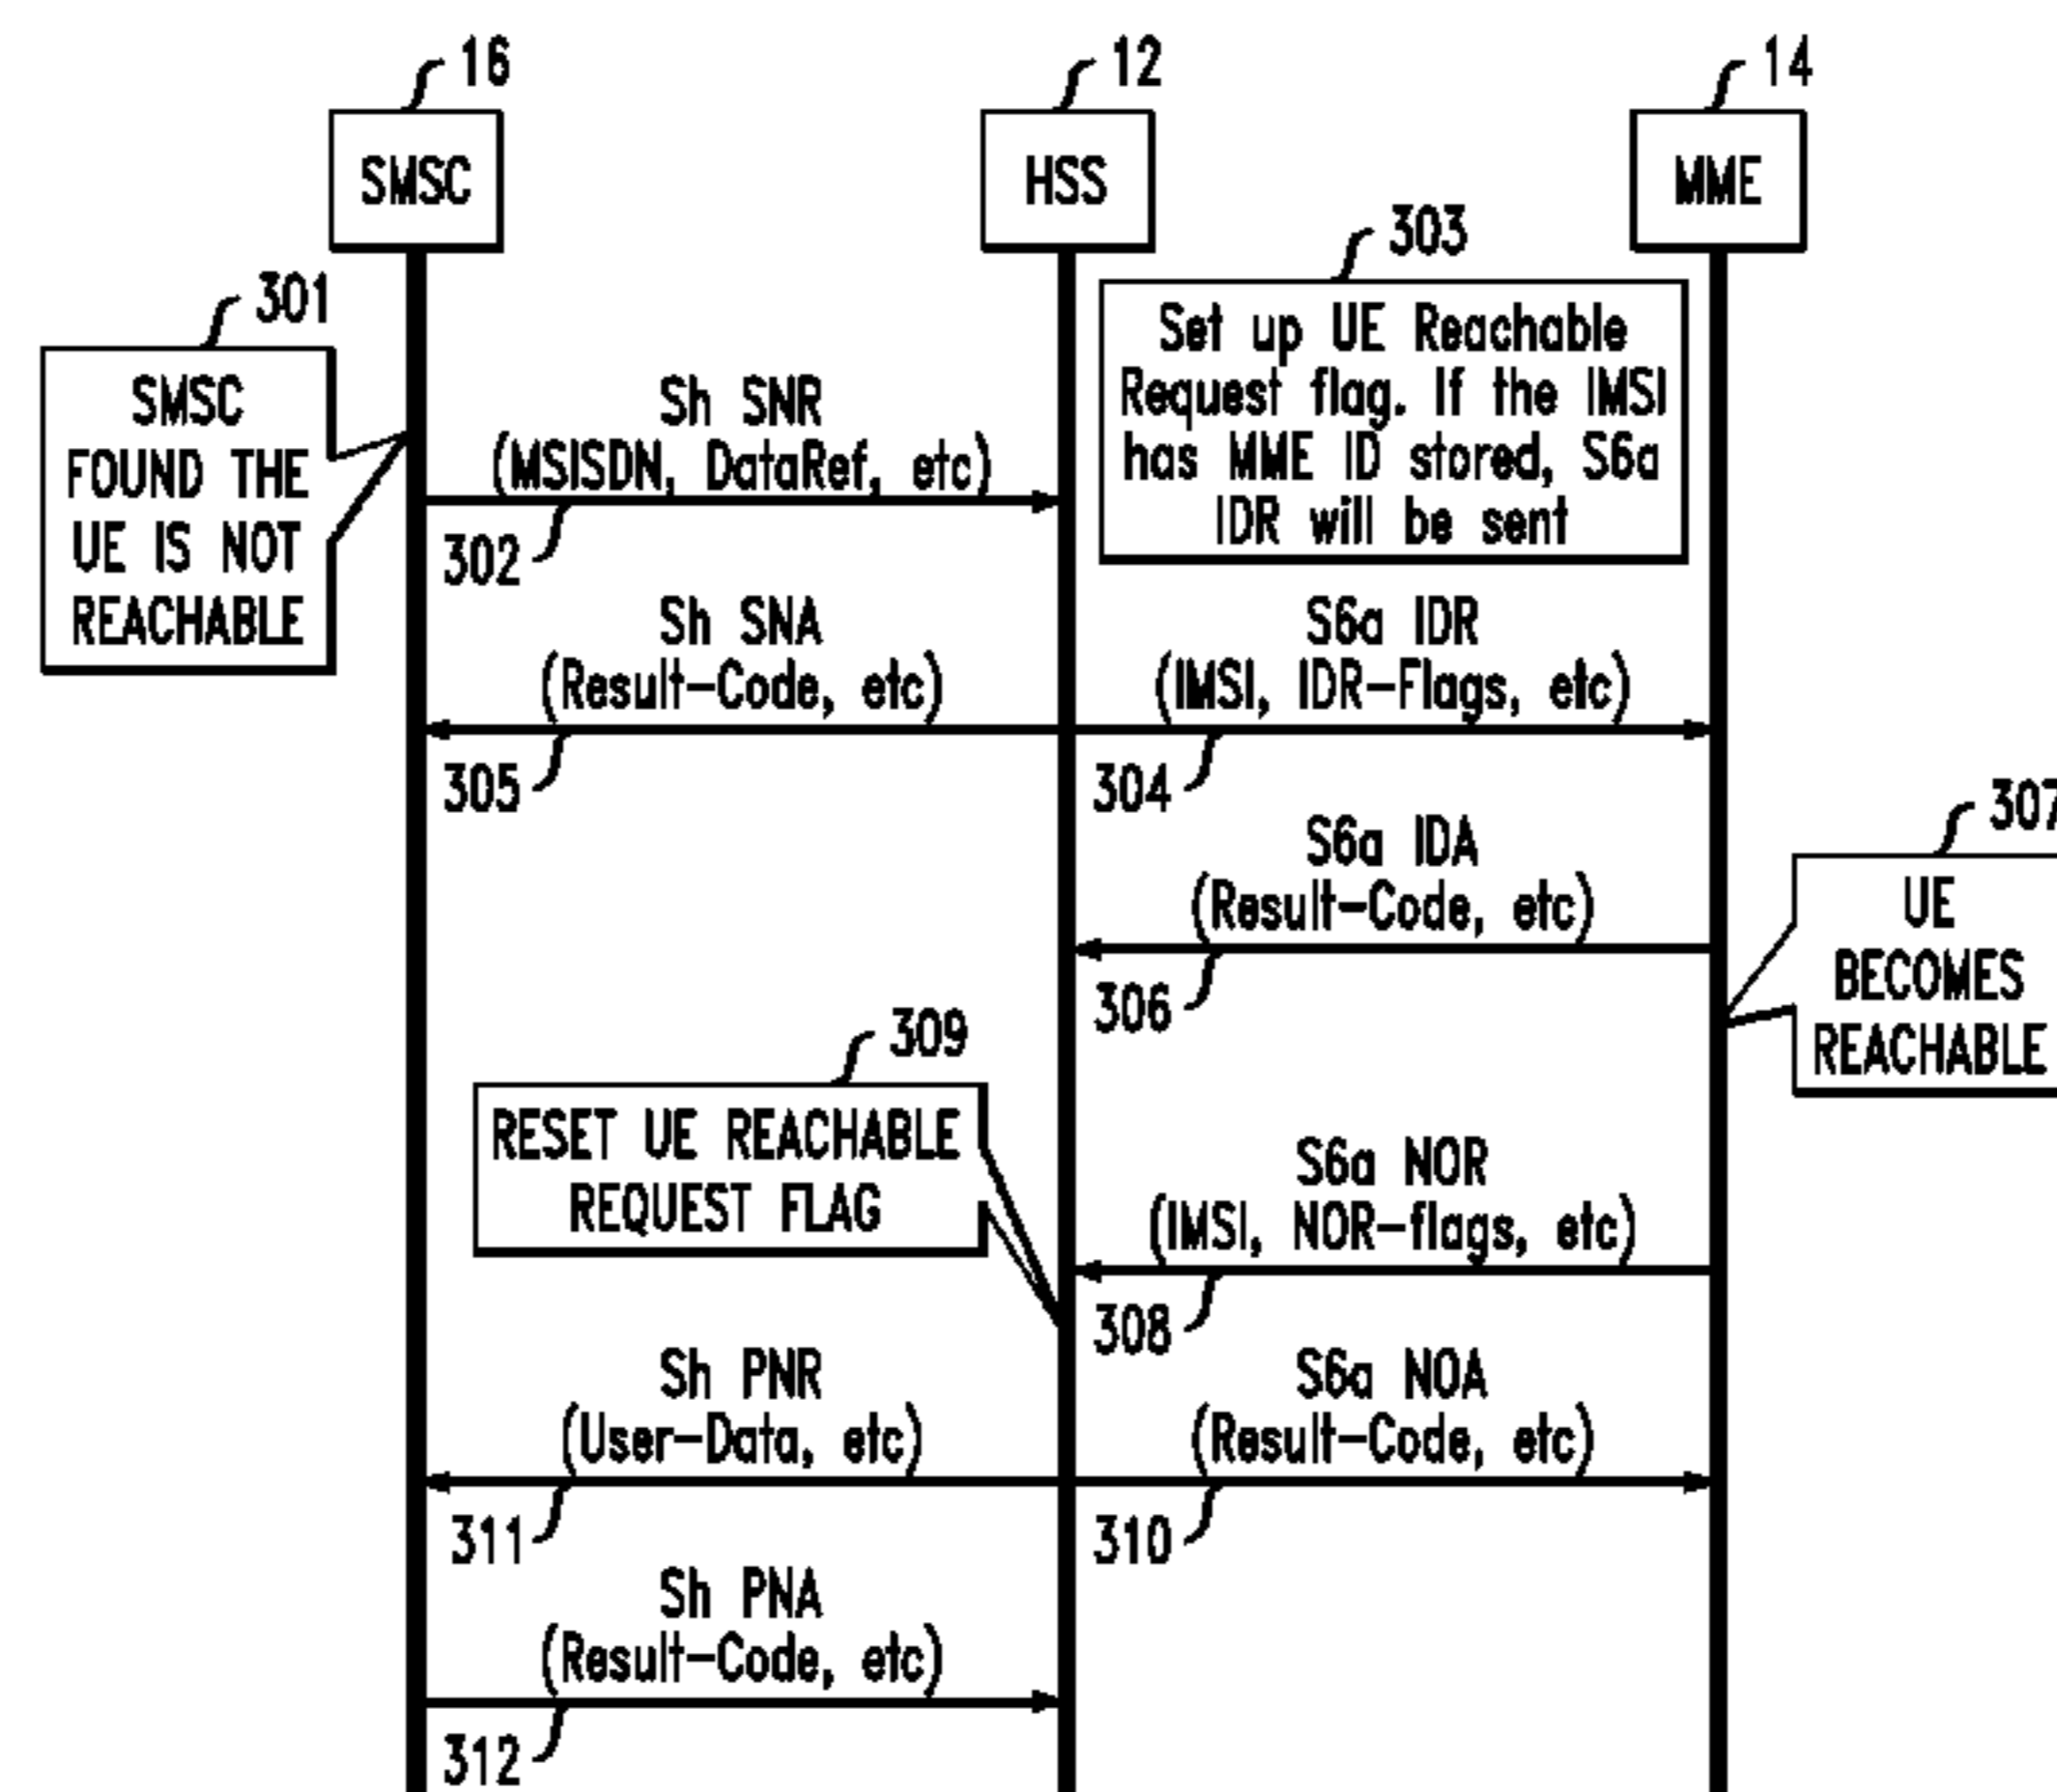 16
12
14
SMSC
HSS
MME
301
SMSC
FOUND THE
UE IS NOT
REACHABLE
303
Set up UE Reachable
Request flag. If the IMSI
has MME ID stored, S6a
IDR will be sent
Sh SNR
(MSISDN, DataRef, etc)
302
Sh SNA
(Result-Code, etc)
305
S6a IDR
(IMSI, IDR-Flags, etc)
304
S6a IDA
(Result-Code, etc)
306
307
UE
BECOMES
REACHABLE
309
RESET UE REACHABLE
REQUEST FLAG
S6a NOR
(IMSI, NOR-flags, etc)
308
Sh PNR
(User-Data, etc)
311
S6a NOA
(Result-Code, etc)
310
Sh PNA
(Result-Code, etc)
312